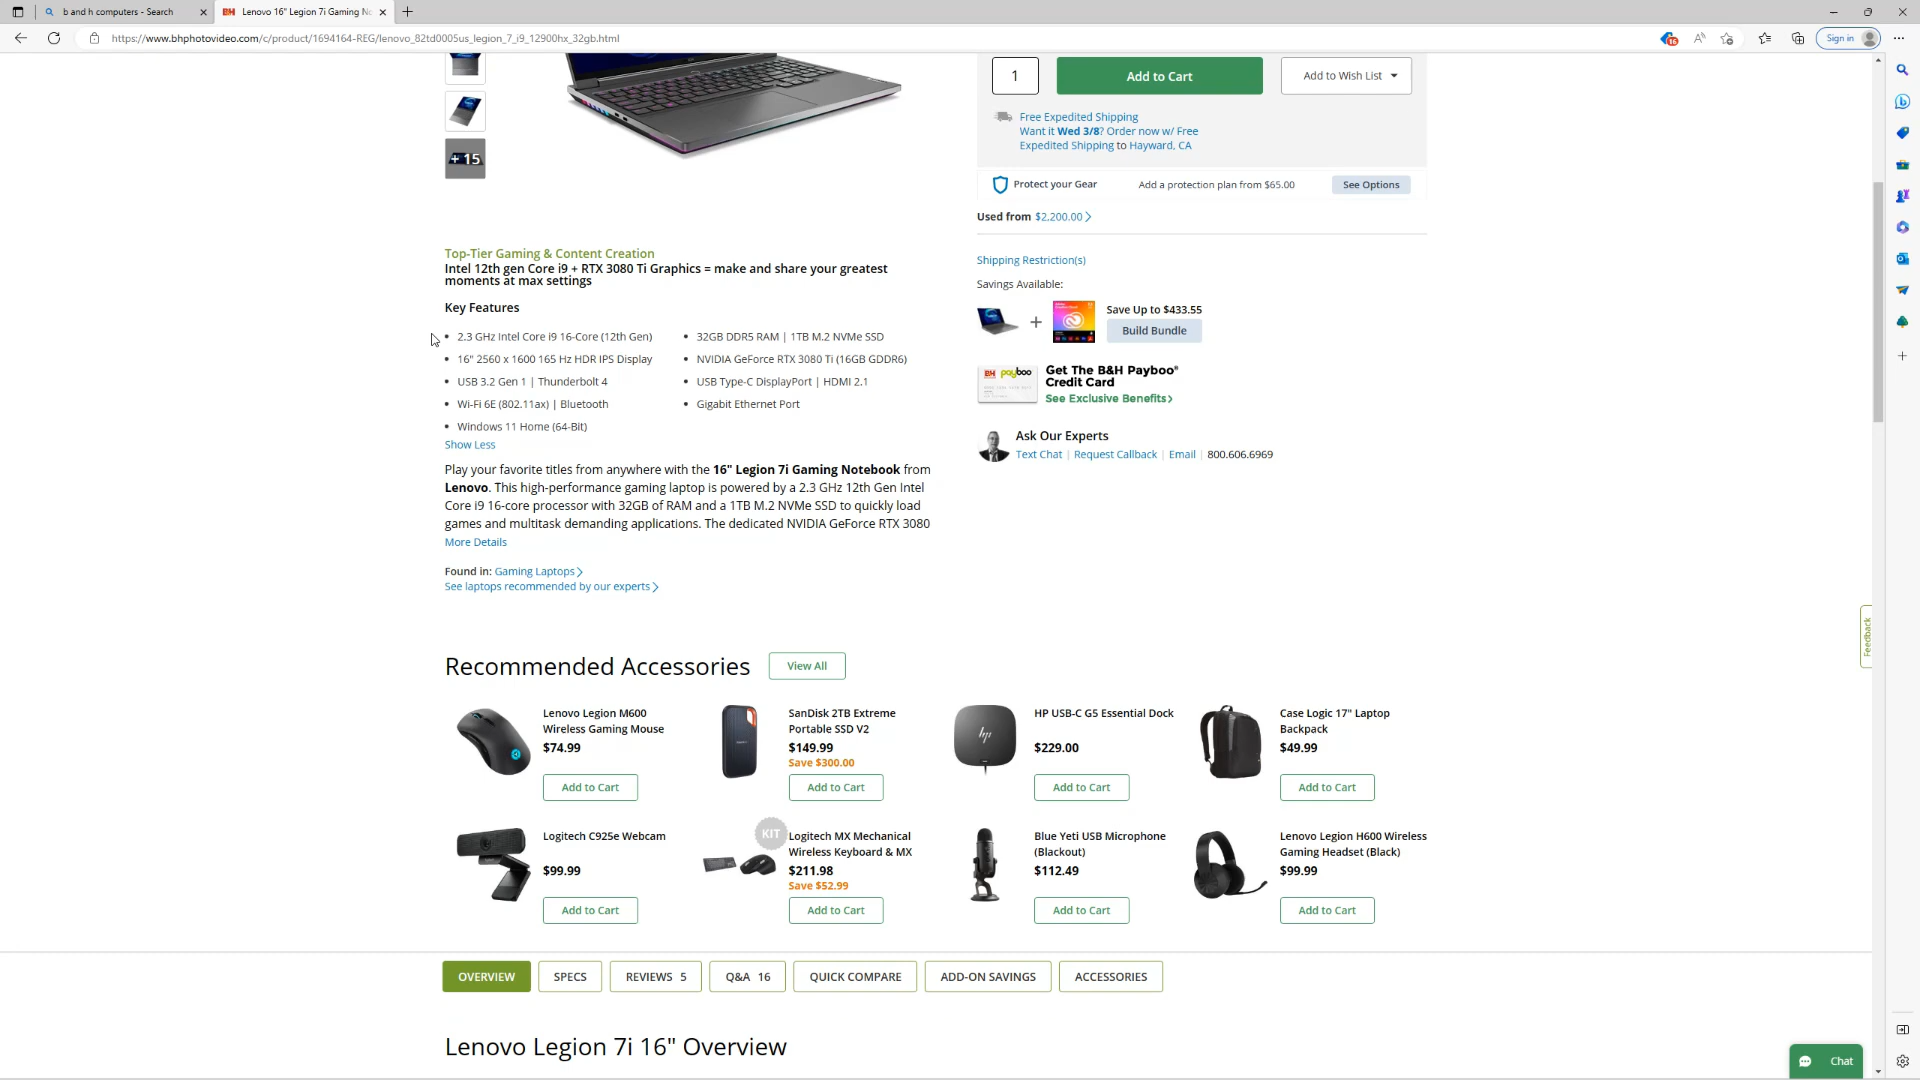 b and h computers - Search
BH Lenovo 16" Legion 7i Gaming No
https://www.bhphotovideo.com/c/product/1694164-REG/lenovo_82td0005us_legion_7_i9_12900hx_32gb.html
16
Sign in
1
Add to Cart
Add to Wish List
Free Expedited Shipping
Want it Wed 3/8? Order now w/ Free
Expedited Shipping to Hayward, CA
+ 15
Protect your Gear
Add a protection plan from $65.00
See Options
Used from $2,200.00
Top-Tier Gaming & Content Creation
Intel 12th gen Core i9 + RTX 3080 Ti Graphics = make and share your greatest
moments at max settings
Key Features
2.3 GHz Intel Core i9 16-Core (12th Gen)
32GB DDR5 RAM | 1TB M.2 NVMe SSD
16" 2560 x 1600 165 Hz HDR IPS Display
NVIDIA GeForce RTX 3080 Ti (16GB GDDR6)
USB 3.2 Gen 1 | Thunderbolt 4
USB Type-C DisplayPort | HDMI 2.1
Wi-Fi 6E (802.11ax) | Bluetooth
Gigabit Ethernet Port
Windows 11 Home (64-Bit)
Show Less
Play your favorite titles from anywhere with the 16" Legion 7i Gaming Notebook from
Lenovo. This high-performance gaming laptop is powered by a 2.3 GHz 12th Gen Intel
Core i9 16-core processor with 32GB of RAM and a 1TB M.2 NVMe SSD to quickly load
games and multitask demanding applications. The dedicated NVIDIA GeForce RTX 3080
More Details
Found in: Gaming Laptops
See laptops recommended by our experts
Shipping Restriction(s)
Savings Available:
Save Up to $433.55
Build Bundle
BH payboo
Get The B&H Payboo®
Credit Card
See Exclusive Benefits
Ask Our Experts
Text Chat | Request Callback | Email | 800.606.6969
Feedback
Recommended Accessories
View All
Lenovo Legion M600
Wireless Gaming Mouse
$74.99
Add to Cart
SanDisk 2TB Extreme
Portable SSD V2
$149.99
Save $300.00
Add to Cart
hp
HP USB-C G5 Essential Dock
$229.00
Add to Cart
Case Logic 17" Laptop
Backpack
$49.99
Add to Cart
Logitech C925e Webcam
$99.99
Add to Cart
KIT
Logitech MX Mechanical
Wireless Keyboard & MX
$211.98
Save $52.99
Add to Cart
Blue Yeti USB Microphone
(Blackout)
$112.49
Add to Cart
Lenovo Legion H600 Wireless
Gaming Headset (Black)
$99.99
Add to Cart
OVERVIEW
SPECS
REVIEWS 5
Q&A 16
QUICK COMPARE
ADD-ON SAVINGS
ACCESSORIES
Lenovo Legion 7i 16" Overview
Chat